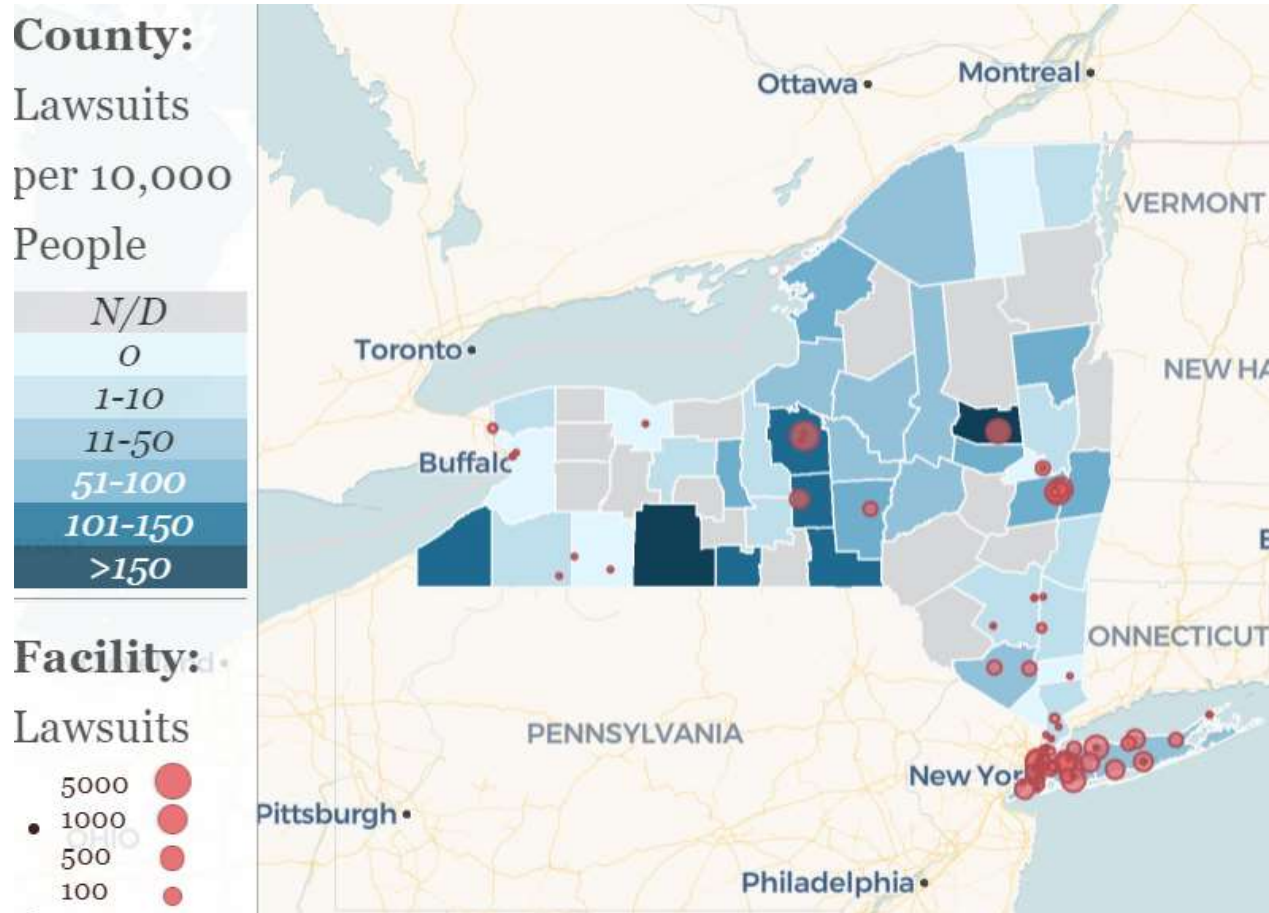 County:
Lawsuits
per 10,000
People
N/D
0
1-10
11-50
51-100
101-150
>150
Facility:
Lawsuits
5000
1000
500
100
OHIO
Ottawa
Montreal
VERMONT
Toronto
NEW HA
Buffalo
ONNECTICUT
PENNSYLVANIA
New Yor
Pittsburgh
Philadelphia